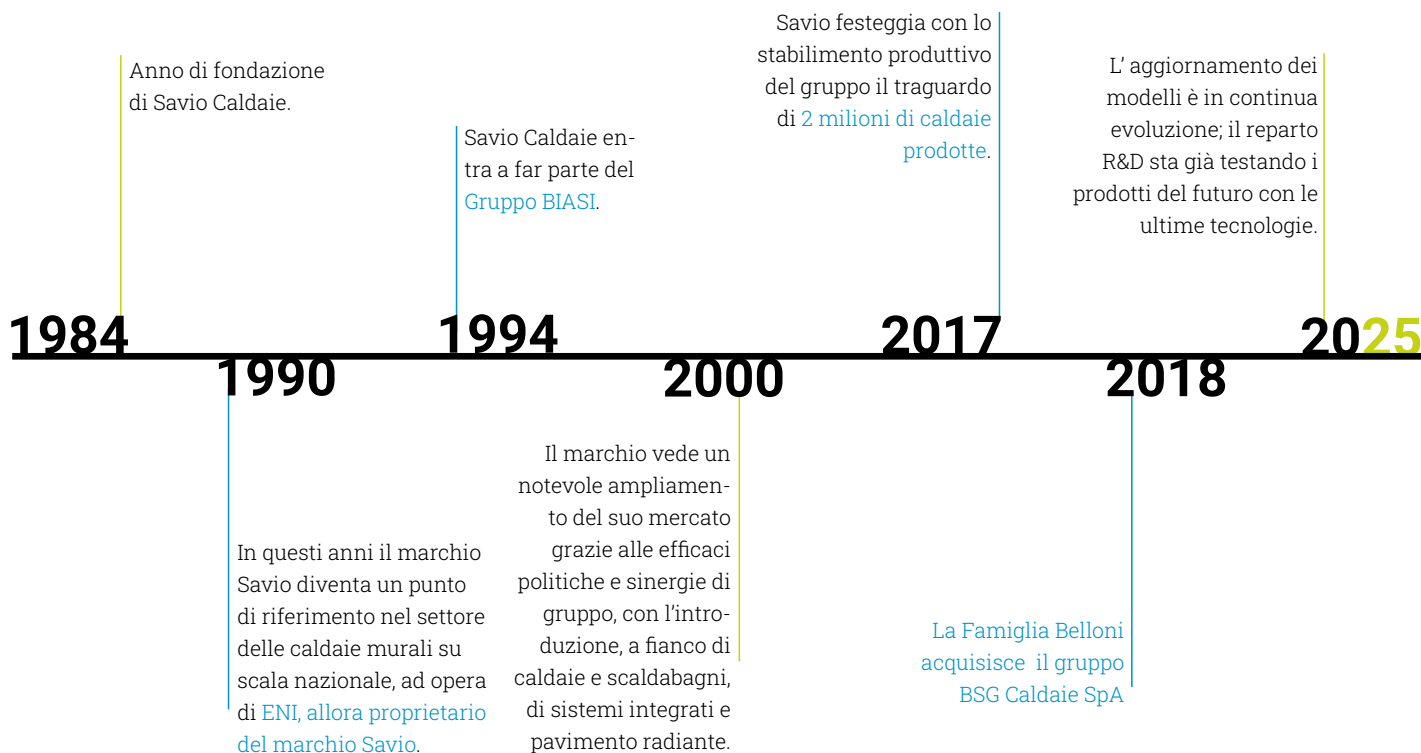 Anno di fondazione
di Savio Caldaie.
Savio Caldaie en-
tra a far parte del
Gruppo BIASI.
Savio festeggia con lo
stabilimento produttivo
del gruppo il traguardo
di 2 milioni di caldaie
prodotte.
L' aggiornamento dei
modelli è in continua
evoluzione; il reparto
R&D sta già testando i
prodotti del futuro con le
ultime tecnologie.
1984
1994
2017
2025
1990
2000
2018
In questi anni il marchio
Savio diventa un punto
di riferimento nel settore
delle caldaie murali su
scala nazionale, ad opera
di ENI, allora proprietario
del marchio Savio.
Il marchio vede un
notevole ampliamen-
to del suo mercato
grazie alle efficaci
politiche e sinergie di
gruppo, con l'intro-
duzione, a fianco di
caldaie e scaldabagni,
di sistemi integrati e
pavimento radiante.
La Famiglia Belloni
acquisisce  il gruppo
BSG Caldaie SpA